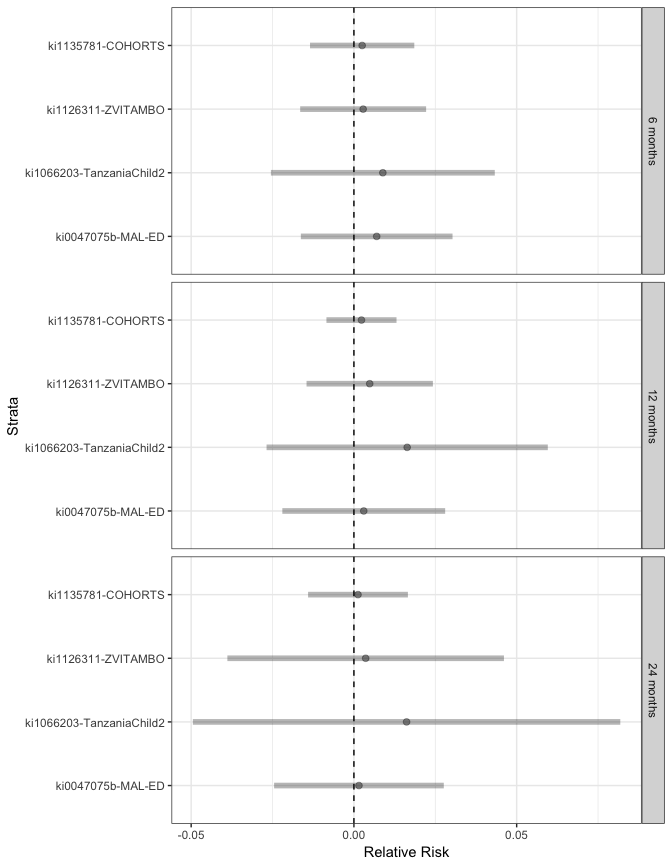 ki1135781-COHORTS
ki1126311-ZVITAMBO
ki1066203-TanzaniaChild2
ki0047075b-MAL-ED
6 months
ki1135781-COHORTS
ki1126311-ZVITAMBO
ki1066203-TanzaniaChild2
ki0047075b-MAL-ED
12 months
Strata
ki1135781-COHORTS
ki1126311-ZVITAMBO
ki1066203-TanzaniaChild2
ki0047075b-MAL-ED
24 months
-0.05 0.00 0.05
Relative Risk